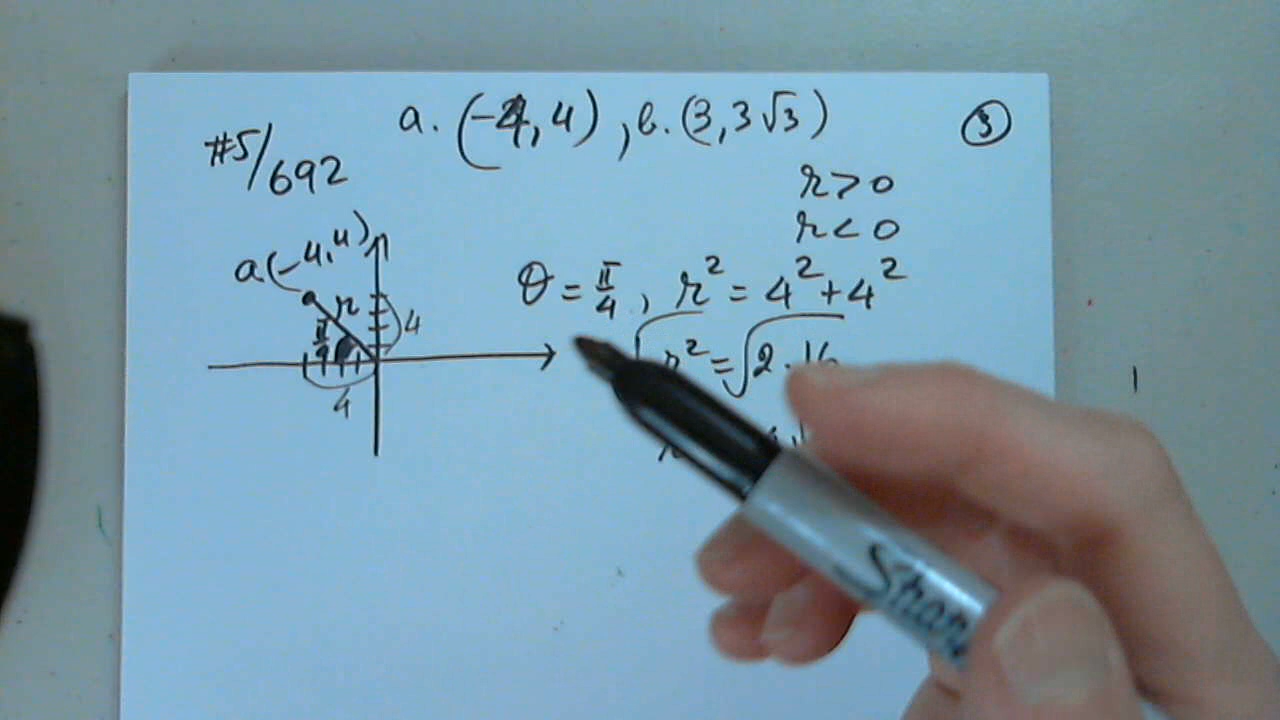 a. (-4, 4), b. (3, 3√3)
③
#5/692
r > 0
r < 0
a(-4, 4)
r
π/4
4
4
θ = π/4, r² = 4² + 4²
√r² = √2·16
Shar